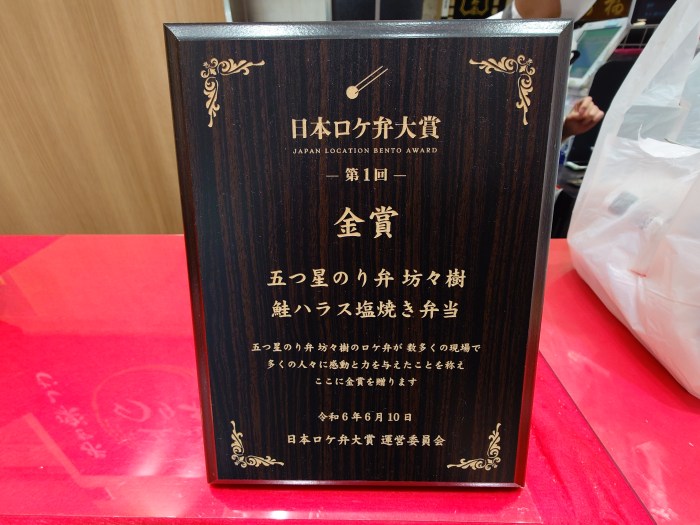 日本ロケ弁大賞
JAPAN LOCATION BENTO AWARD
― 第1回 ―
金賞
五つ星のり弁 坊々樹
鮭ハラス塩焼き弁当
五つ星のり弁 坊々樹のロケ弁が 数多くの現場で
多くの人々に感動と力を与えたことを称え
ここに金賞を贈ります
令和6年6月10日
日本ロケ弁大賞 運営委員会